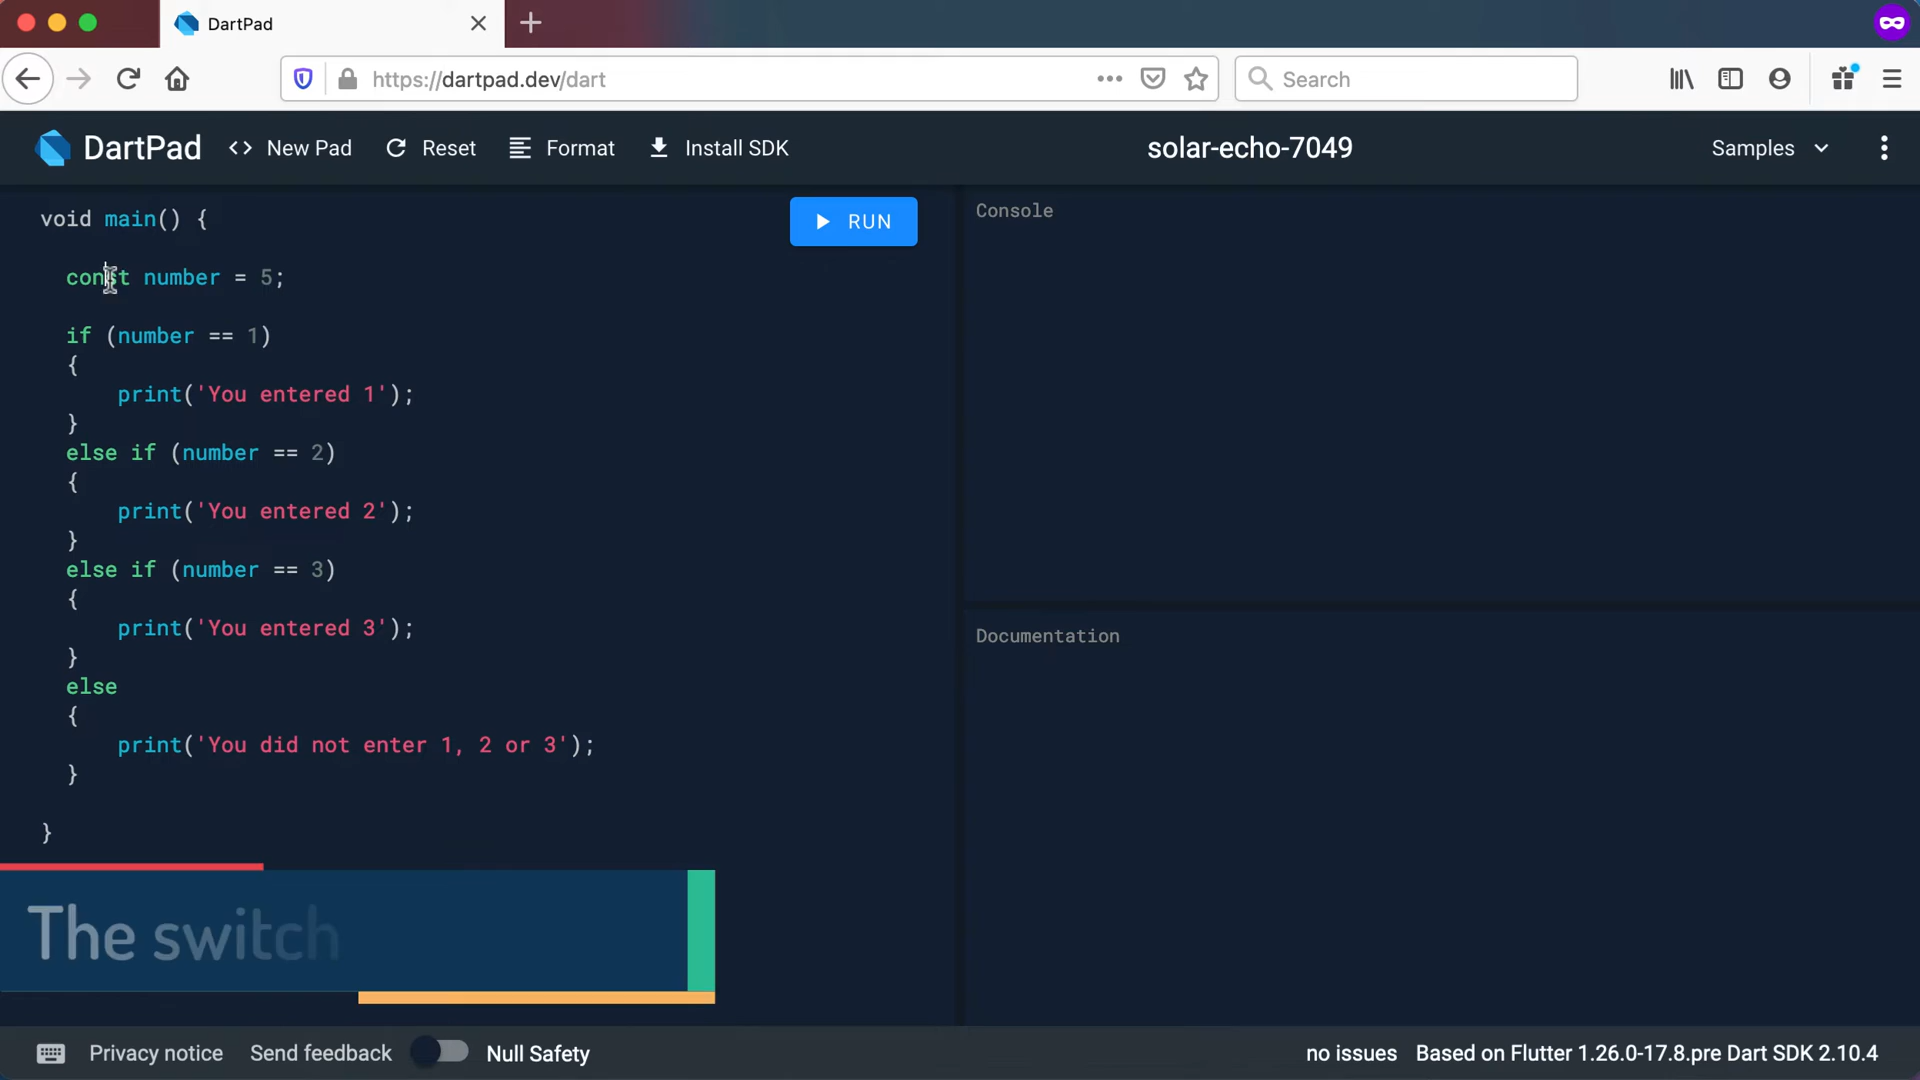 DartPad
https://dartpad.dev/dart
Search
DartPad
<> New Pad
Reset
Format
Install SDK
solar-echo-7049
Samples
void main() {
const number = 5;
if (number == 1)
{
print('You entered 1');
}
else if (number == 2)
{
print('You entered 2');
}
else if (number == 3)
{
print('You entered 3');
}
else
{
print('You did not enter 1, 2 or 3');
}
}
RUN
Console
Documentation
The switch
Privacy notice
Send feedback
Null Safety
no issues
Based on Flutter 1.26.0-17.8.pre Dart SDK 2.10.4